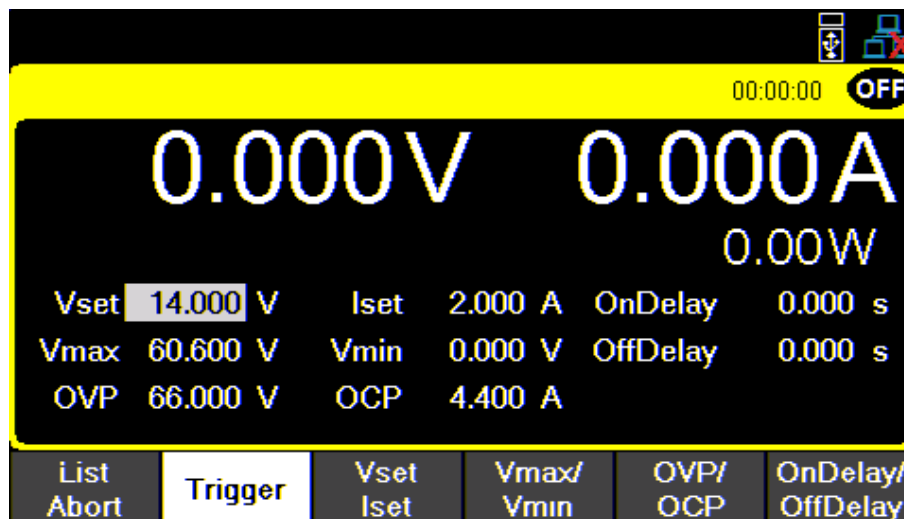 00:00:00 OFF
0.000V 0.000A
0.00W
Vset 14.000 V Iset 2.000 A OnDelay 0.000 s
Vmax 60.600 V Vmin 0.000 V OffDelay 0.000 s
OVP 66.000 V OCP 4.400 A
List Abort
Trigger
Vset Iset
Vmax/ Vmin
OVP/ OCP
OnDelay/ OffDelay